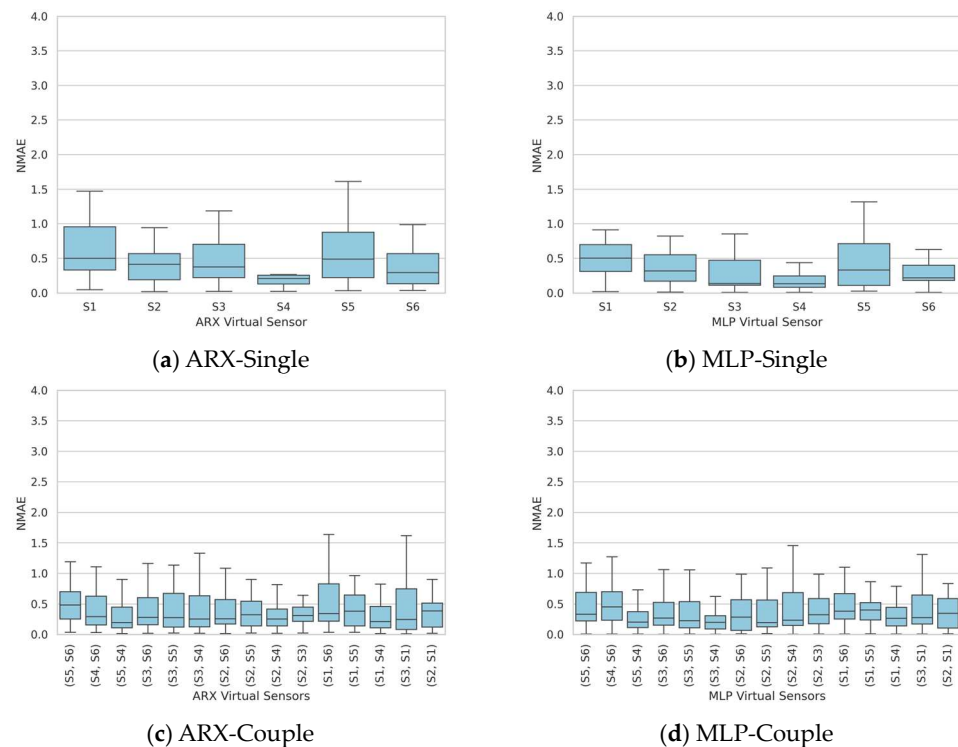 4.0
3.5
3.0
2.5
2.0
1.5
1.0
0.5
0.0
NMAE
S1 S2 S3 S4 S5 S6
ARX Virtual Sensor
(a) ARX-Single
4.0
3.5
3.0
2.5
2.0
1.5
1.0
0.5
0.0
NMAE
S1 S2 S3 S4 S5 S6
MLP Virtual Sensor
(b) MLP-Single
4.0
3.5
3.0
2.5
2.0
1.5
1.0
0.5
0.0
NMAE
(S5, S6)
(S4, S6)
(S5, S4)
(S3, S6)
(S3, S5)
(S3, S4)
(S2, S6)
(S2, S5)
(S2, S4)
(S2, S3)
(S1, S6)
(S1, S5)
(S1, S4)
(S3, S1)
(S2, S1)
ARX Virtual Sensors
(c) ARX-Couple
4.0
3.5
3.0
2.5
2.0
1.5
1.0
0.5
0.0
NMAE
(S5, S6)
(S4, S6)
(S5, S4)
(S3, S6)
(S3, S5)
(S3, S4)
(S2, S6)
(S2, S5)
(S2, S4)
(S2, S3)
(S1, S6)
(S1, S5)
(S1, S4)
(S3, S1)
(S2, S1)
MLP Virtual Sensors
(d) MLP-Couple